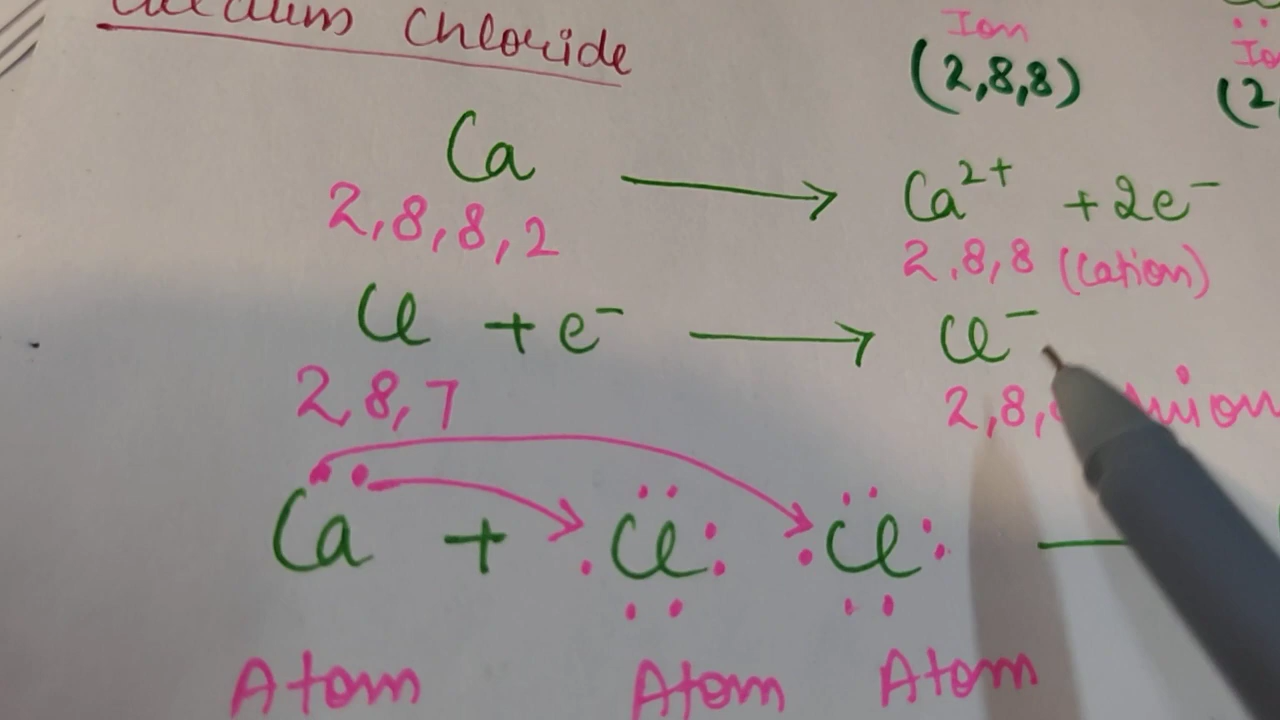 Chloride
Ion
(2,8,8)
Ca → Ca²⁺ + 2e⁻
2,8,8,2
2,8,8 (Cation)
Cl + e⁻ → Cl⁻
2,8,7
2,8,
Ca + Cl Cl
Atom Atom Atom